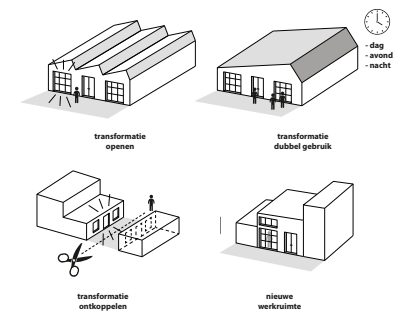 - dag
- avond
- nacht
transformatie
openen
transformatie
dubbel gebruik
transformatie
ontkoppelen
nieuwe
werkruimte